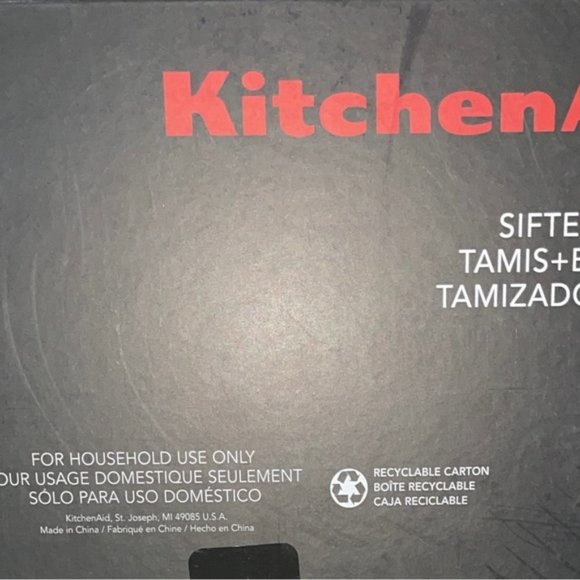 KitchenA
SIFTE
TAMIS+E
TAMIZADO
FOR HOUSEHOLD USE ONLY
OUR USAGE DOMESTIQUE SEULEMENT
SÓLO PARA USO DOMÉSTICO
KitchenAid, St. Joseph, MI 49085 U.S.A.
Made in China / Fabriqué en Chine / Hecho en China
RECYCLABLE CARTON
BOÎTE RECYCLABLE
CAJA RECICLABLE